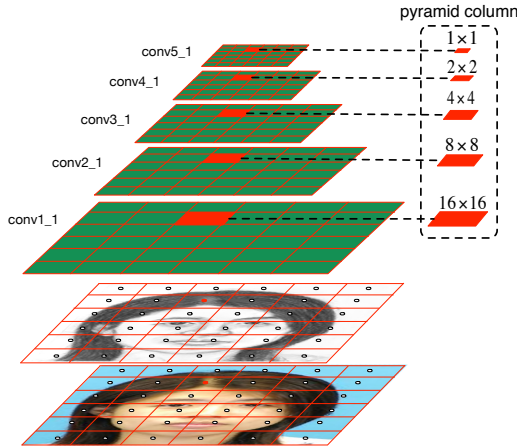 pyramid column
1×1
conv5_1
2×2
conv4_1
4×4
conv3_1
8×8
conv2_1
16×16
conv1_1